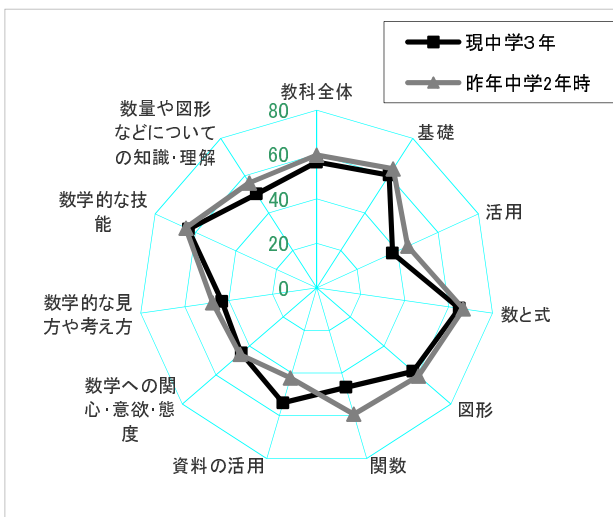 現中学3年
昨年中学2年時
教科全体
基礎
活用
数と式
図形
関数
資料の活用
数学への関
心・意欲・態
度
数学的な見
方や考え方
数学的な技
能
数量や図形
などについて
の知識・理解
80
60
40
20
0